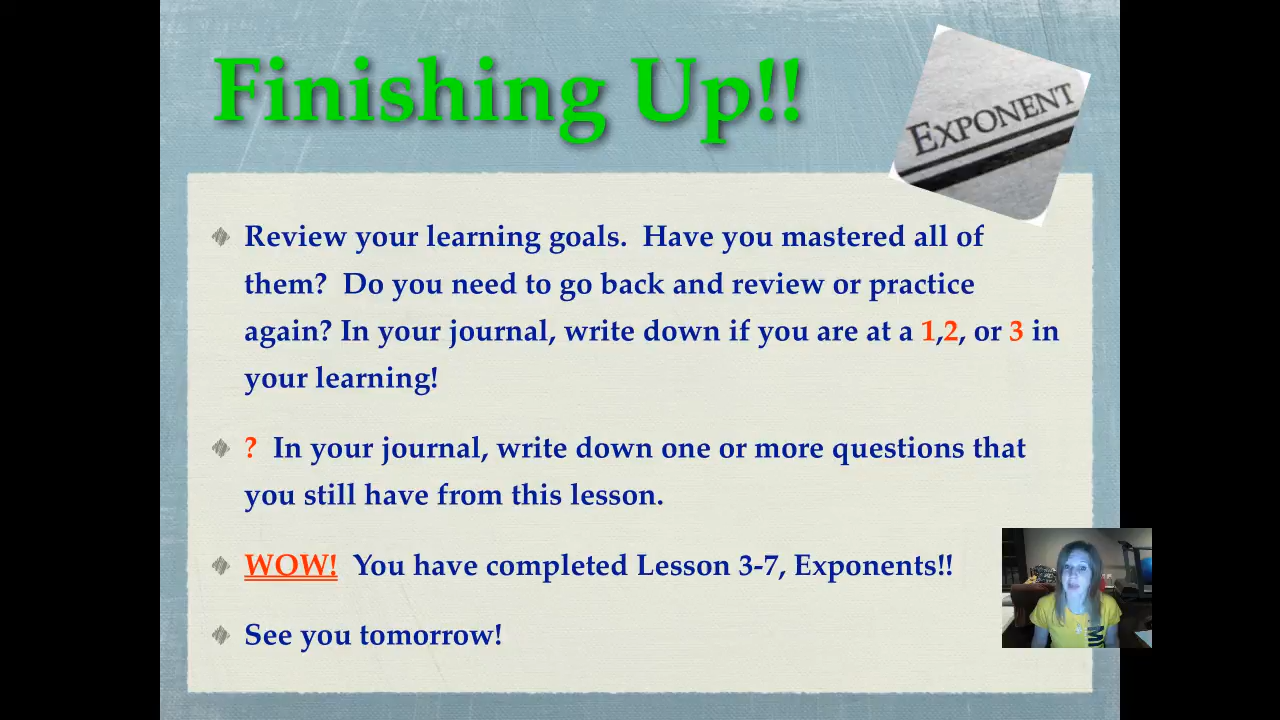 Finishing Up!!
EXPONENT
Review your learning goals.  Have you mastered all of
them?  Do you need to go back and review or practice
again? In your journal, write down if you are at a 1,2, or 3 in
your learning!
?  In your journal, write down one or more questions that
you still have from this lesson.
WOW!  You have completed Lesson 3-7, Exponents!!
See you tomorrow!